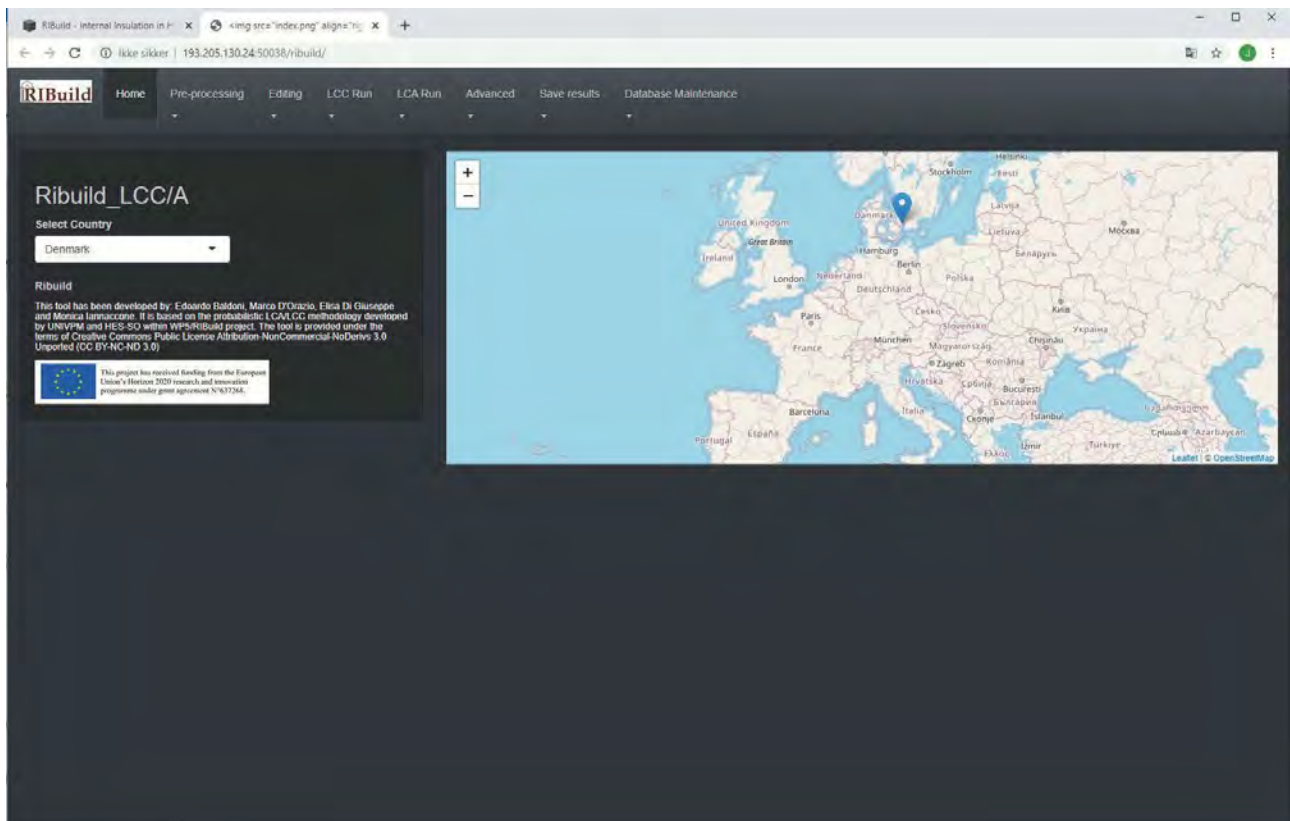 RIBuild - Internal Insulation in H
<img src="index.png" align="rig
Ikke sikker | 193.205.130.24:50038/ribuild/
J
RIBuild
Home
Pre-processing
Editing
LCC Run
LCA Run
Advanced
Save results
Database Maintenance
Ribuild_LCC/A
Select Country
Denmark
Ribuild
This tool has been developed by: Edoardo Baldoni, Marco D'Orazio, Elisa Di Giuseppe
and Monica Iannaccone. It is based on the probabilistic LCA/LCC methodology developed
by UNIVPM and HES-SO within WP5/RIBuild project. The tool is provided under the
terms of Creative Commons Public License Attribution-NonCommercial-NoDerivs 3.0
Unported (CC BY-NC-ND 3.0)
This project has received funding from the European
Union's Horizon 2020 research and innovation
programme under grant agreement N°637268.
+
−
Helsinki
Stockholm
Eesti
Latvija
Danmark
Lietuva
Москва
United Kingdom
Great Britain
Hamburg
Беларусь
Ireland
Berlin
London
Nederland
Polska
Deutschland
Paris
Česko
Київ
Slovensko
Україна
France
München
Magyarország
Chișinău
Zagreb
România
Hrvatska
Србија
București
България
Barcelona
Italia
Скопје
İstanbul
Azərbaycan
Portugal
España
İzmir
Türkiye
Ελλάς
Leaflet | © OpenStreetMap